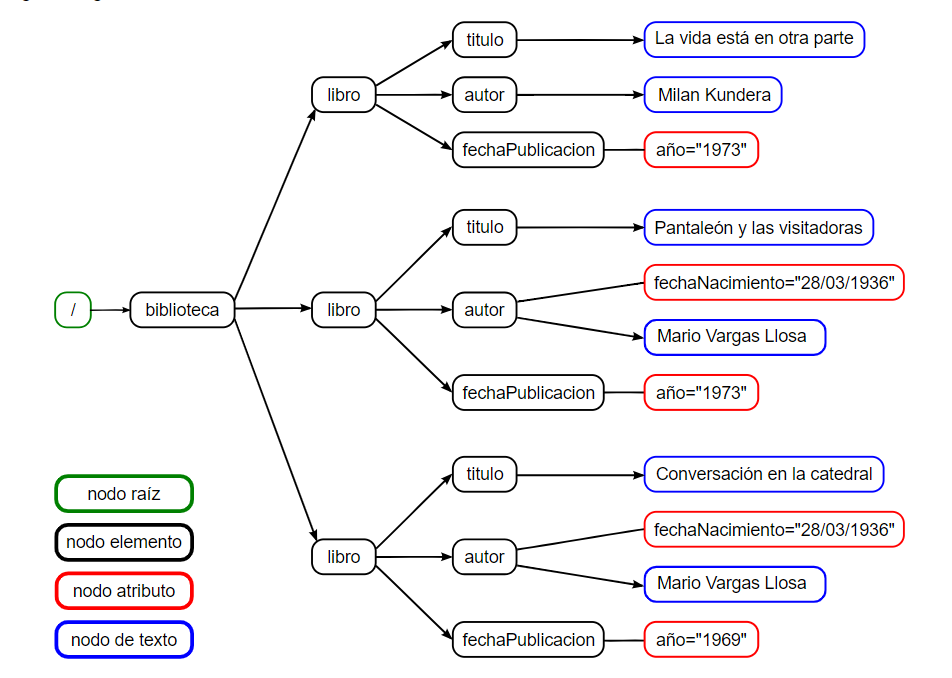 titulo
La vida está en otra parte
libro
autor
Milan Kundera
fechaPublicacion
año="1973"
titulo
Pantaleón y las visitadoras
fechaNacimiento="28/03/1936"
/
biblioteca
libro
autor
Mario Vargas Llosa
fechaPublicacion
año="1973"
titulo
Conversación en la catedral
fechaNacimiento="28/03/1936"
libro
autor
Mario Vargas Llosa
fechaPublicacion
año="1969"
nodo raíz
nodo elemento
nodo atributo
nodo de texto